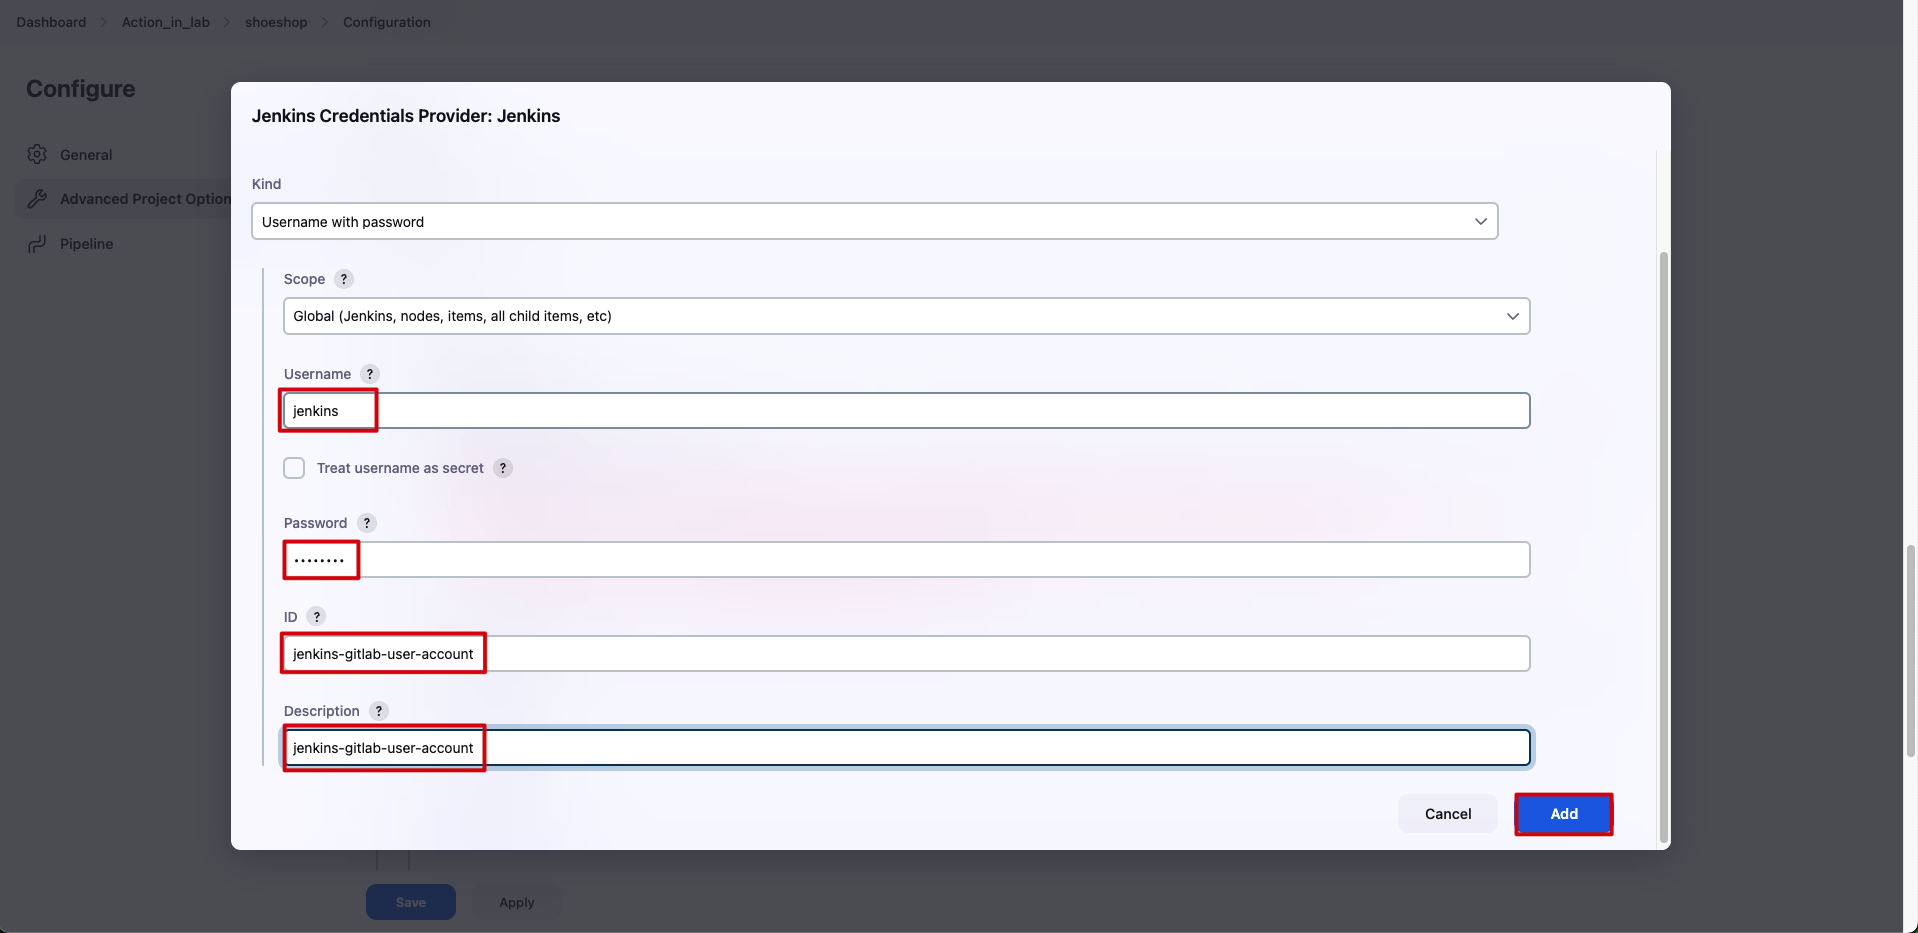 Dashboard > Action_in_lab > shoeshop > Configuration
Configure
General
Advanced Project Option
Pipeline
Jenkins Credentials Provider: Jenkins
Kind
Username with password
Scope ?
Global (Jenkins, nodes, items, all child items, etc)
Username ?
jenkins
Treat username as secret ?
Password ?
••••••••
ID ?
jenkins-gitlab-user-account
Description ?
jenkins-gitlab-user-account
Cancel Add
Save Apply